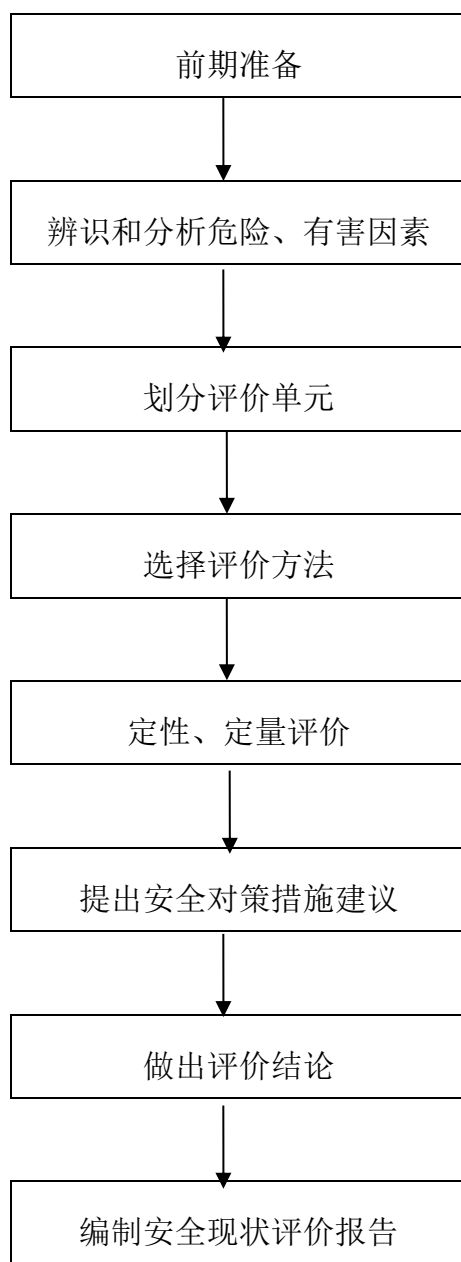 前期准备
辨识和分析危险、有害因素
划分评价单元
选择评价方法
定性、定量评价
提出安全对策措施建议
做出评价结论
编制安全现状评价报告